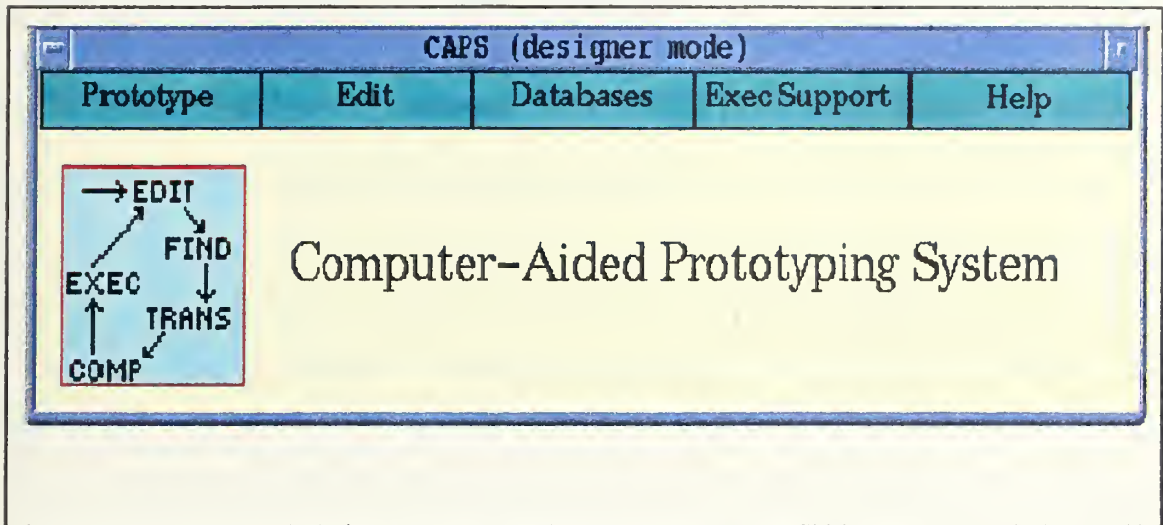 CAPS (designer mode)
Prototype Edit Databases Exec Support Help
EDIT
FIND
EXEC
TRANS
COMP
Computer-Aided Prototyping System